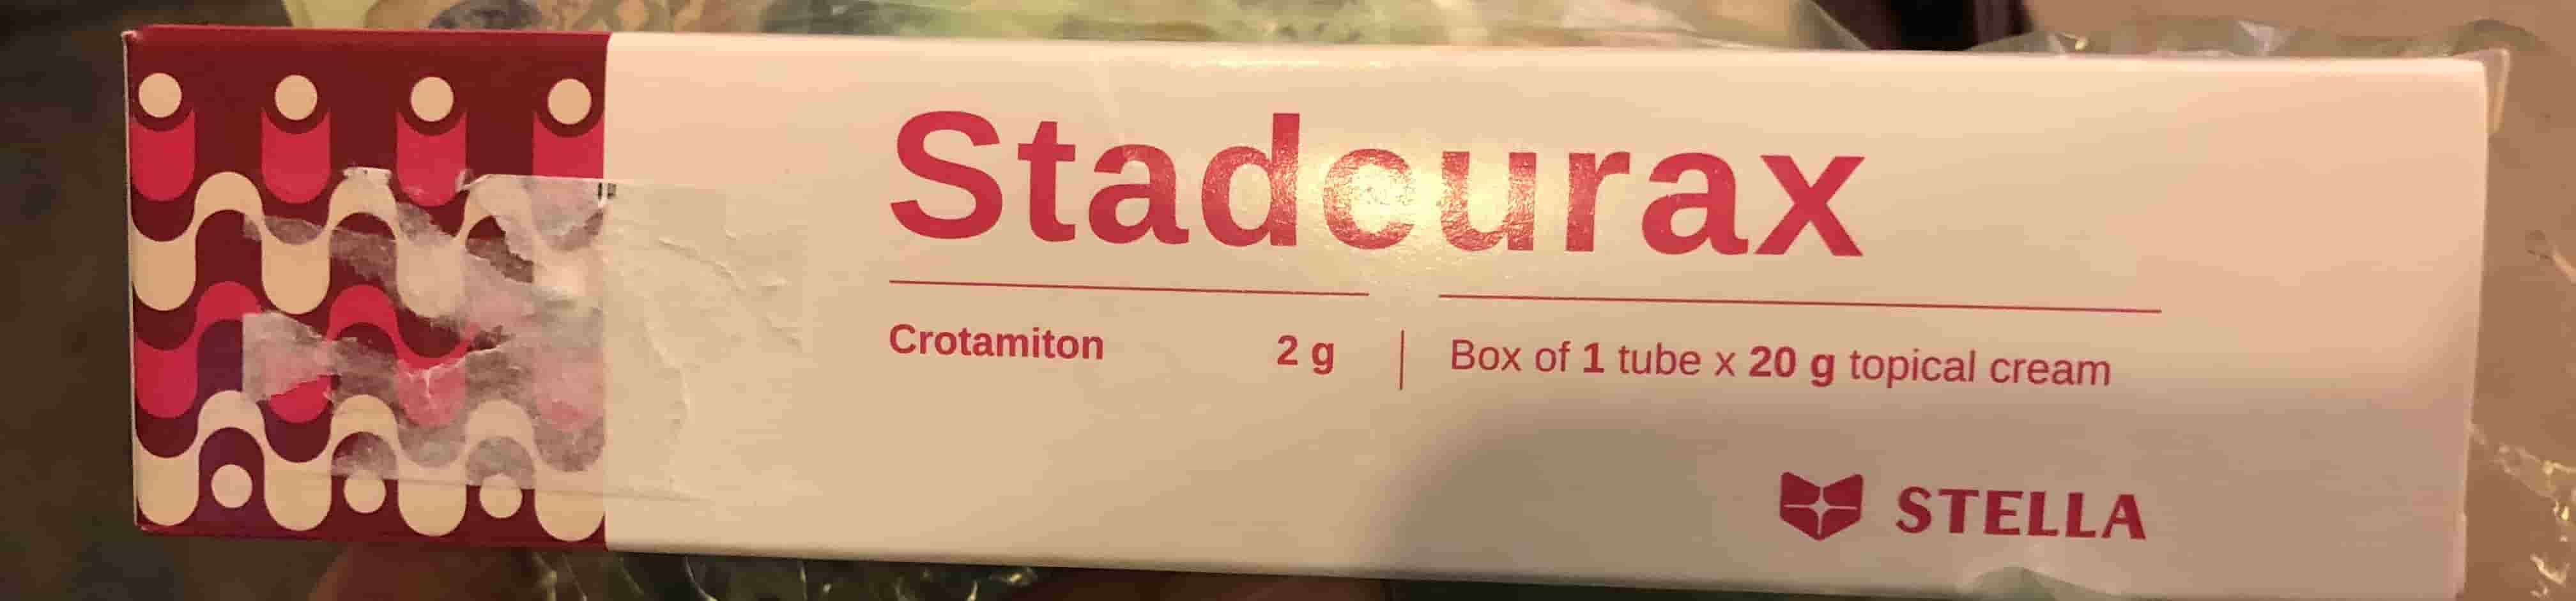 Stadcurax
Crotamiton 2 g | Box of 1 tube x 20 g topical cream
STELLA